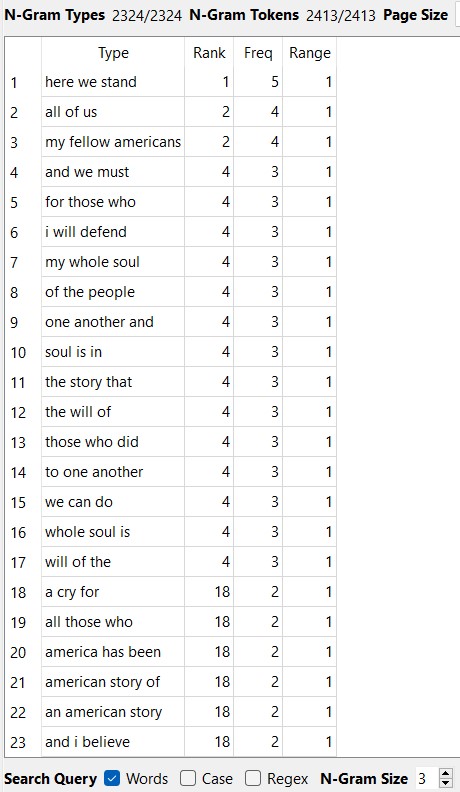 N-Gram Types 2324/2324 N-Gram Tokens 2413/2413 Page Size
Type Rank Freq Range
1 here we stand 1 5 1
2 all of us 2 4 1
3 my fellow americans 2 4 1
4 and we must 4 3 1
5 for those who 4 3 1
6 i will defend 4 3 1
7 my whole soul 4 3 1
8 of the people 4 3 1
9 one another and 4 3 1
10 soul is in 4 3 1
11 the story that 4 3 1
12 the will of 4 3 1
13 those who did 4 3 1
14 to one another 4 3 1
15 we can do 4 3 1
16 whole soul is 4 3 1
17 will of the 4 3 1
18 a cry for 18 2 1
19 all those who 18 2 1
20 america has been 18 2 1
21 american story of 18 2 1
22 an american story 18 2 1
23 and i believe 18 2 1
Search Query Words Case Regex N-Gram Size 3